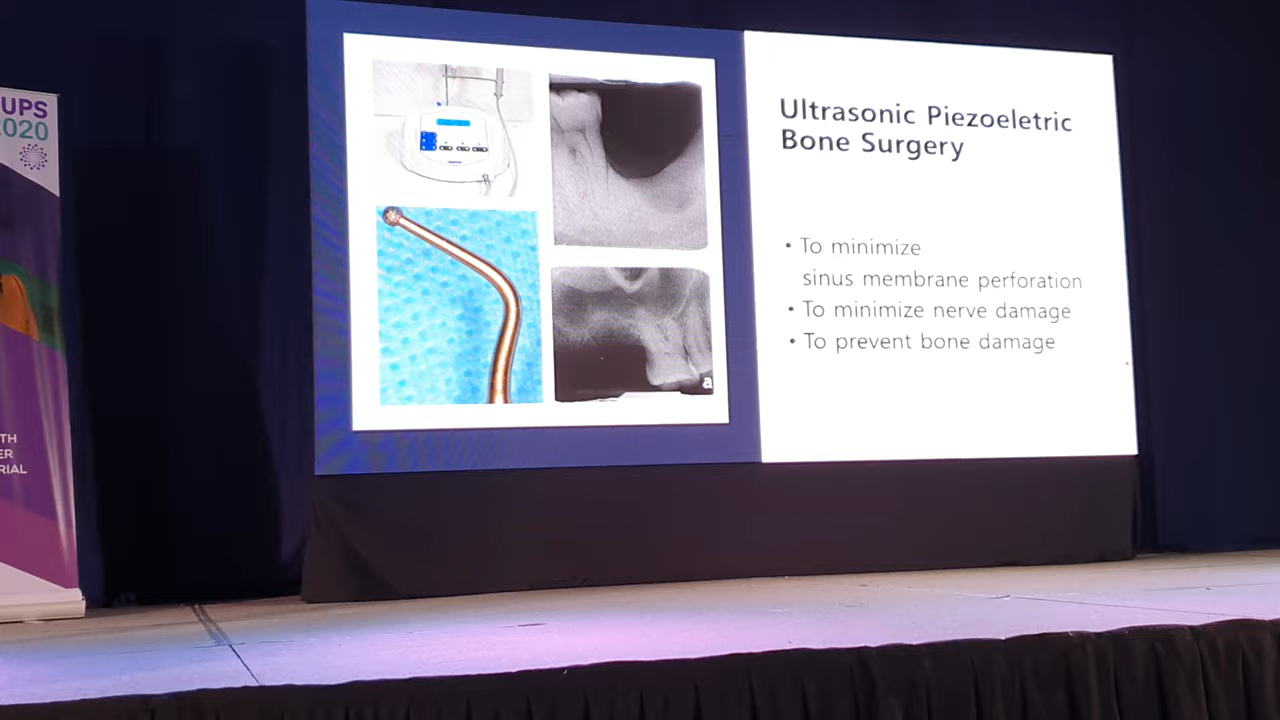 UPS
2020
TH
ER
RIAL
Ultrasonic Piezoeletric
Bone Surgery
• To minimize
sinus membrane perforation
• To minimize nerve damage
• To prevent bone damage
a